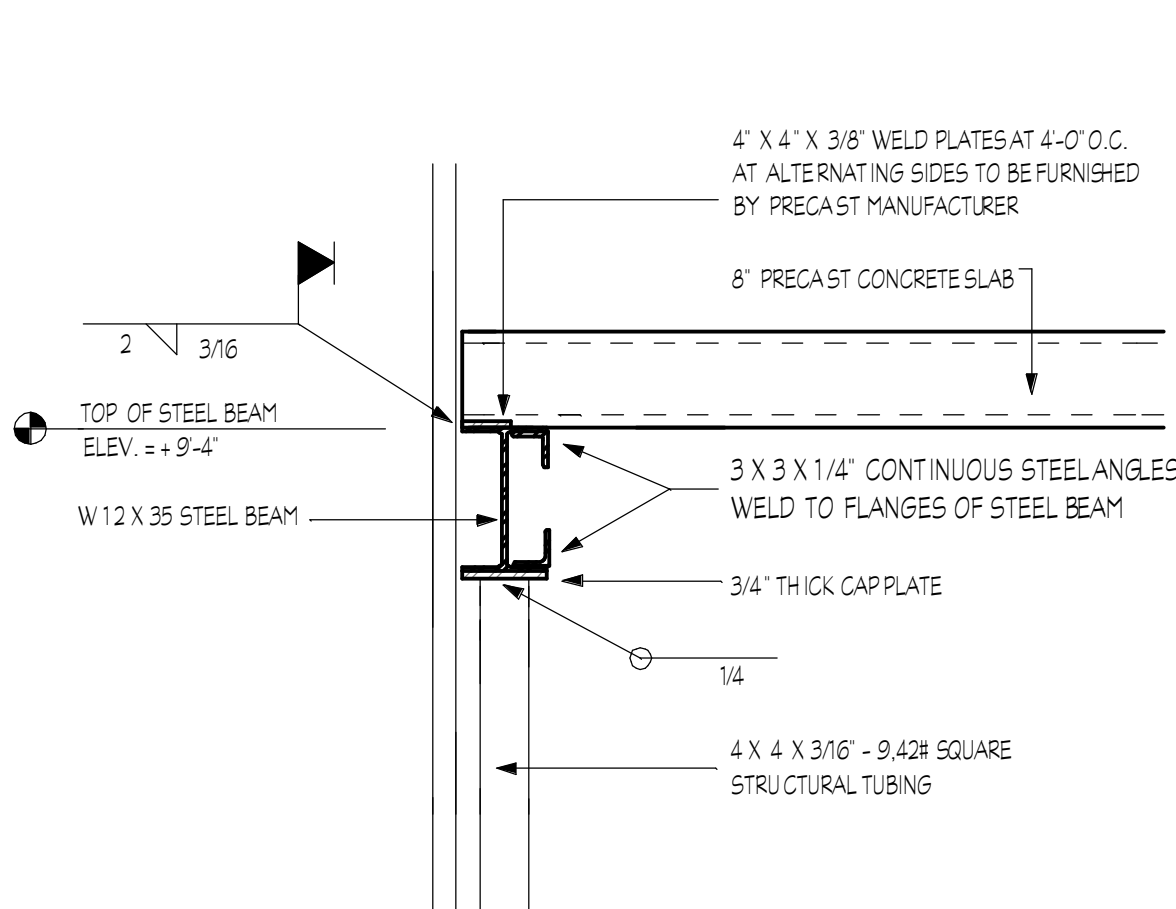 4" X 4" X 3/8" WELD PLATES AT 4'-0" O.C.
AT ALTERNATING SIDES TO BE FURNISHED
BY PRECAST MANUFACTURER
8" PRECAST CONCRETE SLAB
2 3/16
TOP OF STEEL BEAM
ELEV. = + 9'-4"
3 X 3 X 1/4" CONTINUOUS STEEL ANGLES
WELD TO FLANGES OF STEEL BEAM
W 12 X 35 STEEL BEAM
3/4" THICK CAP PLATE
1/4
4 X 4 X 3/16" - 9,42# SQUARE
STRUCTURAL TUBING